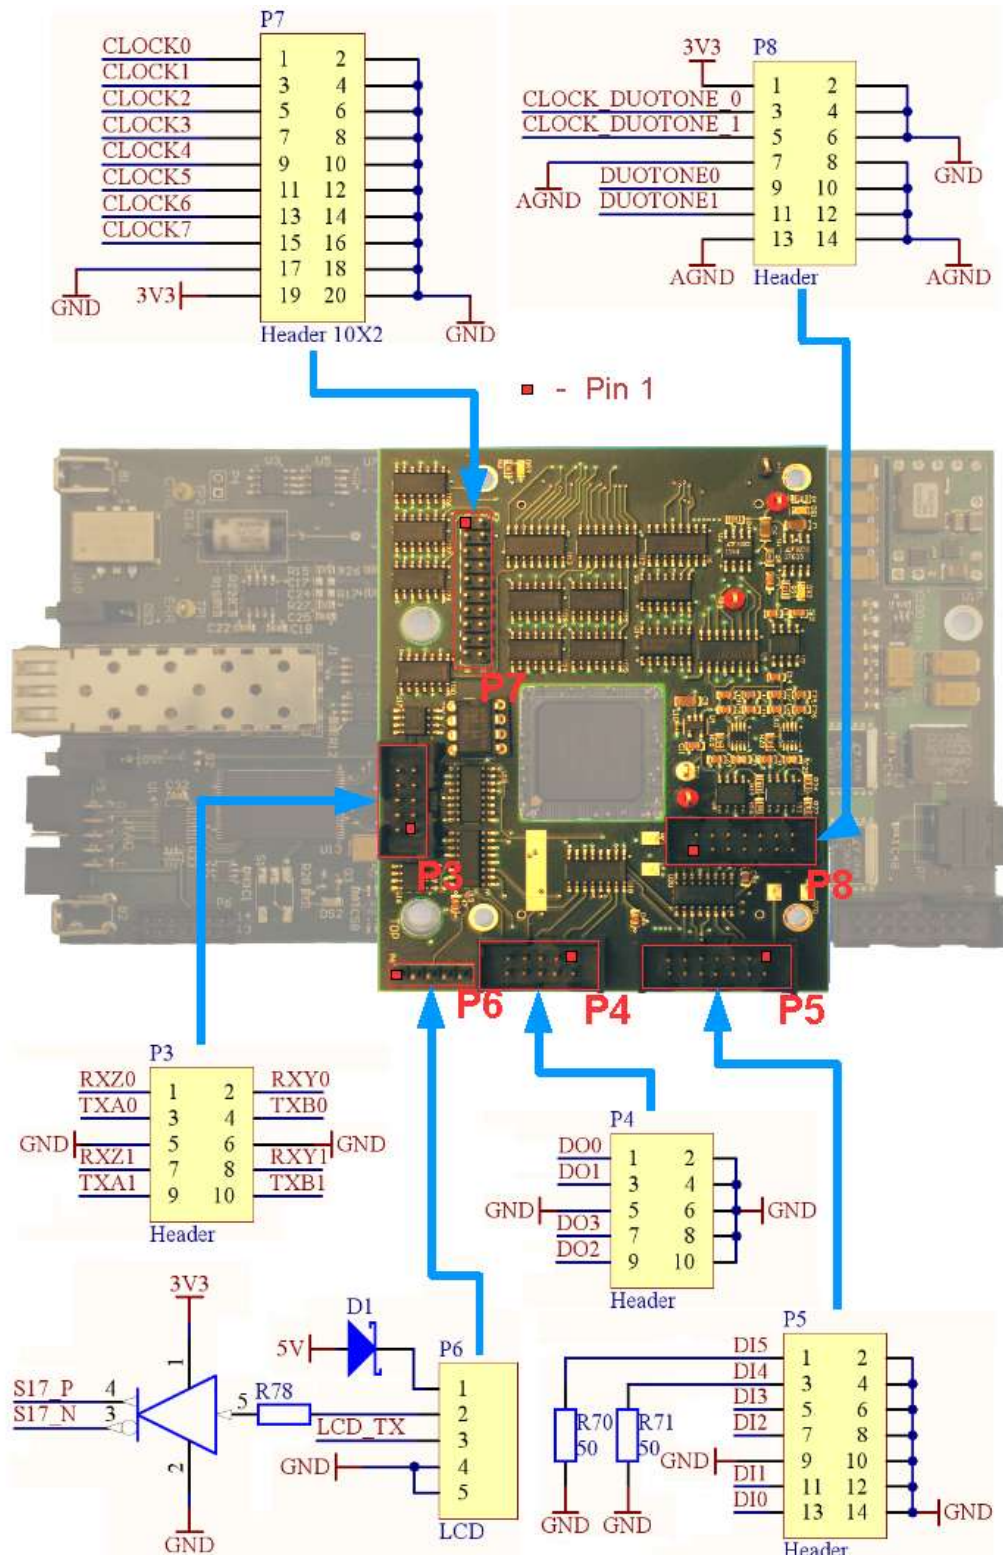 P7
CLOCK0 1 2
CLOCK1 3 4
CLOCK2 5 6
CLOCK3 7 8
CLOCK4 9 10
CLOCK5 11 12
CLOCK6 13 14
CLOCK7 15 16
17 18
GND
3V3 19 20
GND
Header 10X2
P8
3V3
1 2
CLOCK_DUOTONE_0 3 4
CLOCK_DUOTONE_1 5 6
GND
7 8
AGND
DUOTONE0 9 10
DUOTONE1 11 12
13 14
AGND
AGND
Header
- Pin 1
P7
P3
P8
P6
P4
P5
P3
RXZ0 1 2 RXY0
TXA0 3 4 TXB0
GND 5 6 GND
RXZ1 7 8 RXY1
TXA1 9 10 TXB1
Header
P4
DO0 1 2
DO1 3 4
GND 5 6 GND
DO3 7 8
DO2 9 10
Header
3V3
1
S17_P 4
S17_N 3
5
R78
2
GND
D1
5V
P6
1
2
LCD_TX 3
GND 4
5
LCD
P5
DI5 1 2
DI4 3 4
DI3 5 6
DI2 7 8
GND 9 10
DI1 11 12
DI0 13 14 GND
Header
R70
50
R71
50
GND
GND